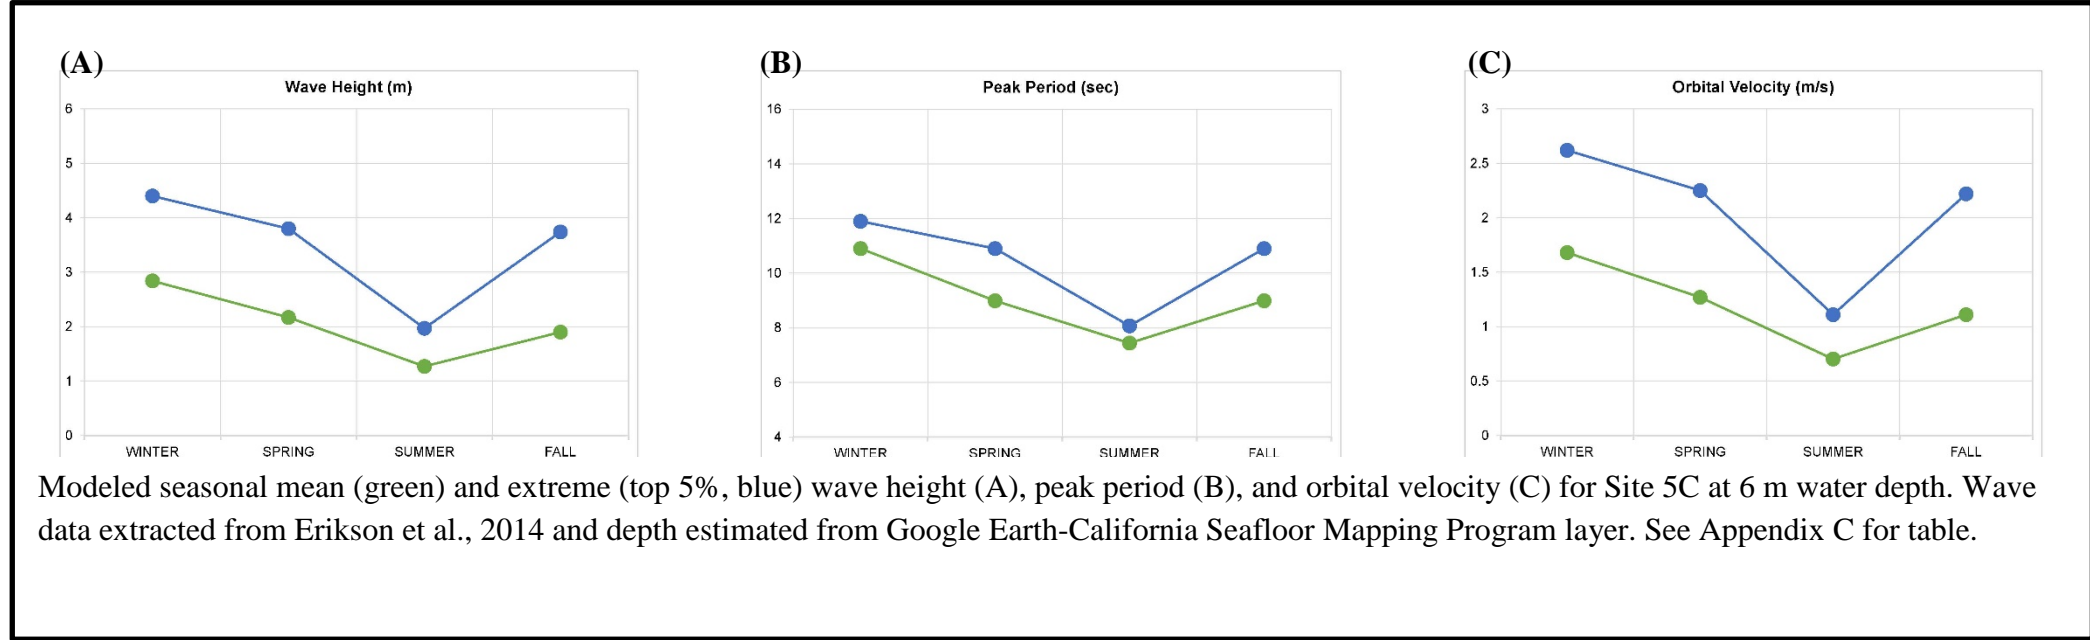 (A)
Wave Height (m)
6
5
4
3
2
1
0
WINTER SPRING SUMMER FALL
(B)
Peak Period (sec)
16
14
12
10
8
6
4
WINTER SPRING SUMMER FALL
(C)
Orbital Velocity (m/s)
3
2.5
2
1.5
1
0.5
0
WINTER SPRING SUMMER FALL
Modeled seasonal mean (green) and extreme (top 5%, blue) wave height (A), peak period (B), and orbital velocity (C) for Site 5C at 6 m water depth. Wave
data extracted from Erikson et al., 2014 and depth estimated from Google Earth-California Seafloor Mapping Program layer. See Appendix C for table.